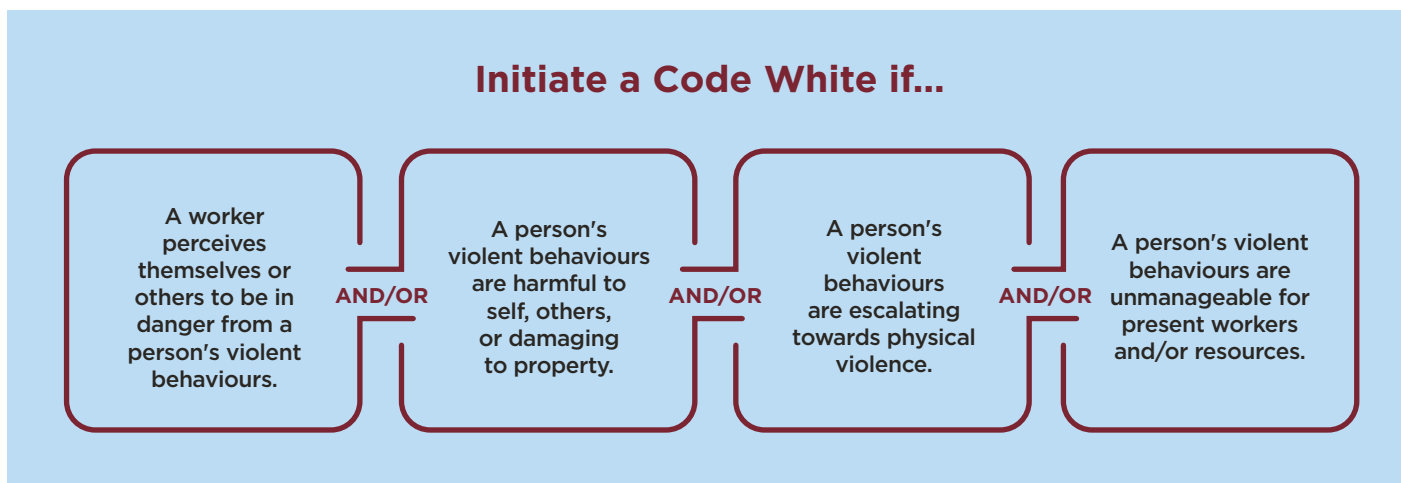 Initiate a Code White if...
A worker
perceives
themselves or
others to be in
danger from a
person's violent
behaviours.
AND/OR
A person's
violent behaviours
are harmful to
self, others,
or damaging
to property.
AND/OR
A person's
violent
behaviours
are escalating
towards physical
violence.
AND/OR
A person's violent
behaviours are
unmanageable for
present workers
and/or resources.